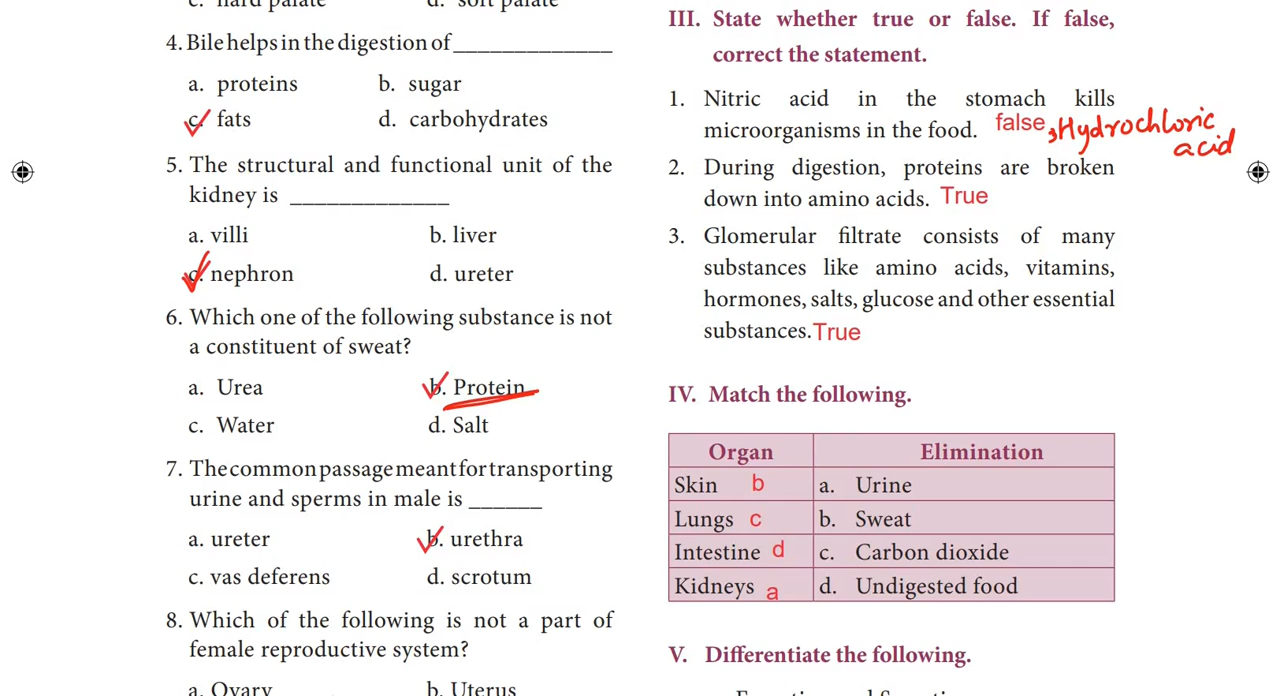 c. hard palate d. soft palate
4. Bile helps in the digestion of _____________
a. proteins b. sugar
c. fats d. carbohydrates
5. The structural and functional unit of the
kidney is _____________
a. villi b. liver
c. nephron d. ureter
6. Which one of the following substance is not
a constituent of sweat?
a. Urea b. Protein
c. Water d. Salt
7. The common passage meant for transporting
urine and sperms in male is ______
a. ureter b. urethra
c. vas deferens d. scrotum
8. Which of the following is not a part of
female reproductive system?
a. Ovary b. Uterus
III. State whether true or false. If false,
correct the statement.
1. Nitric acid in the stomach kills
microorganisms in the food. false, Hydrochloric
acid
2. During digestion, proteins are broken
down into amino acids. True
3. Glomerular filtrate consists of many
substances like amino acids, vitamins,
hormones, salts, glucose and other essential
substances. True
IV. Match the following.
Organ Elimination
Skin b a. Urine
Lungs c b. Sweat
Intestine d c. Carbon dioxide
Kidneys a d. Undigested food
V. Differentiate the following.